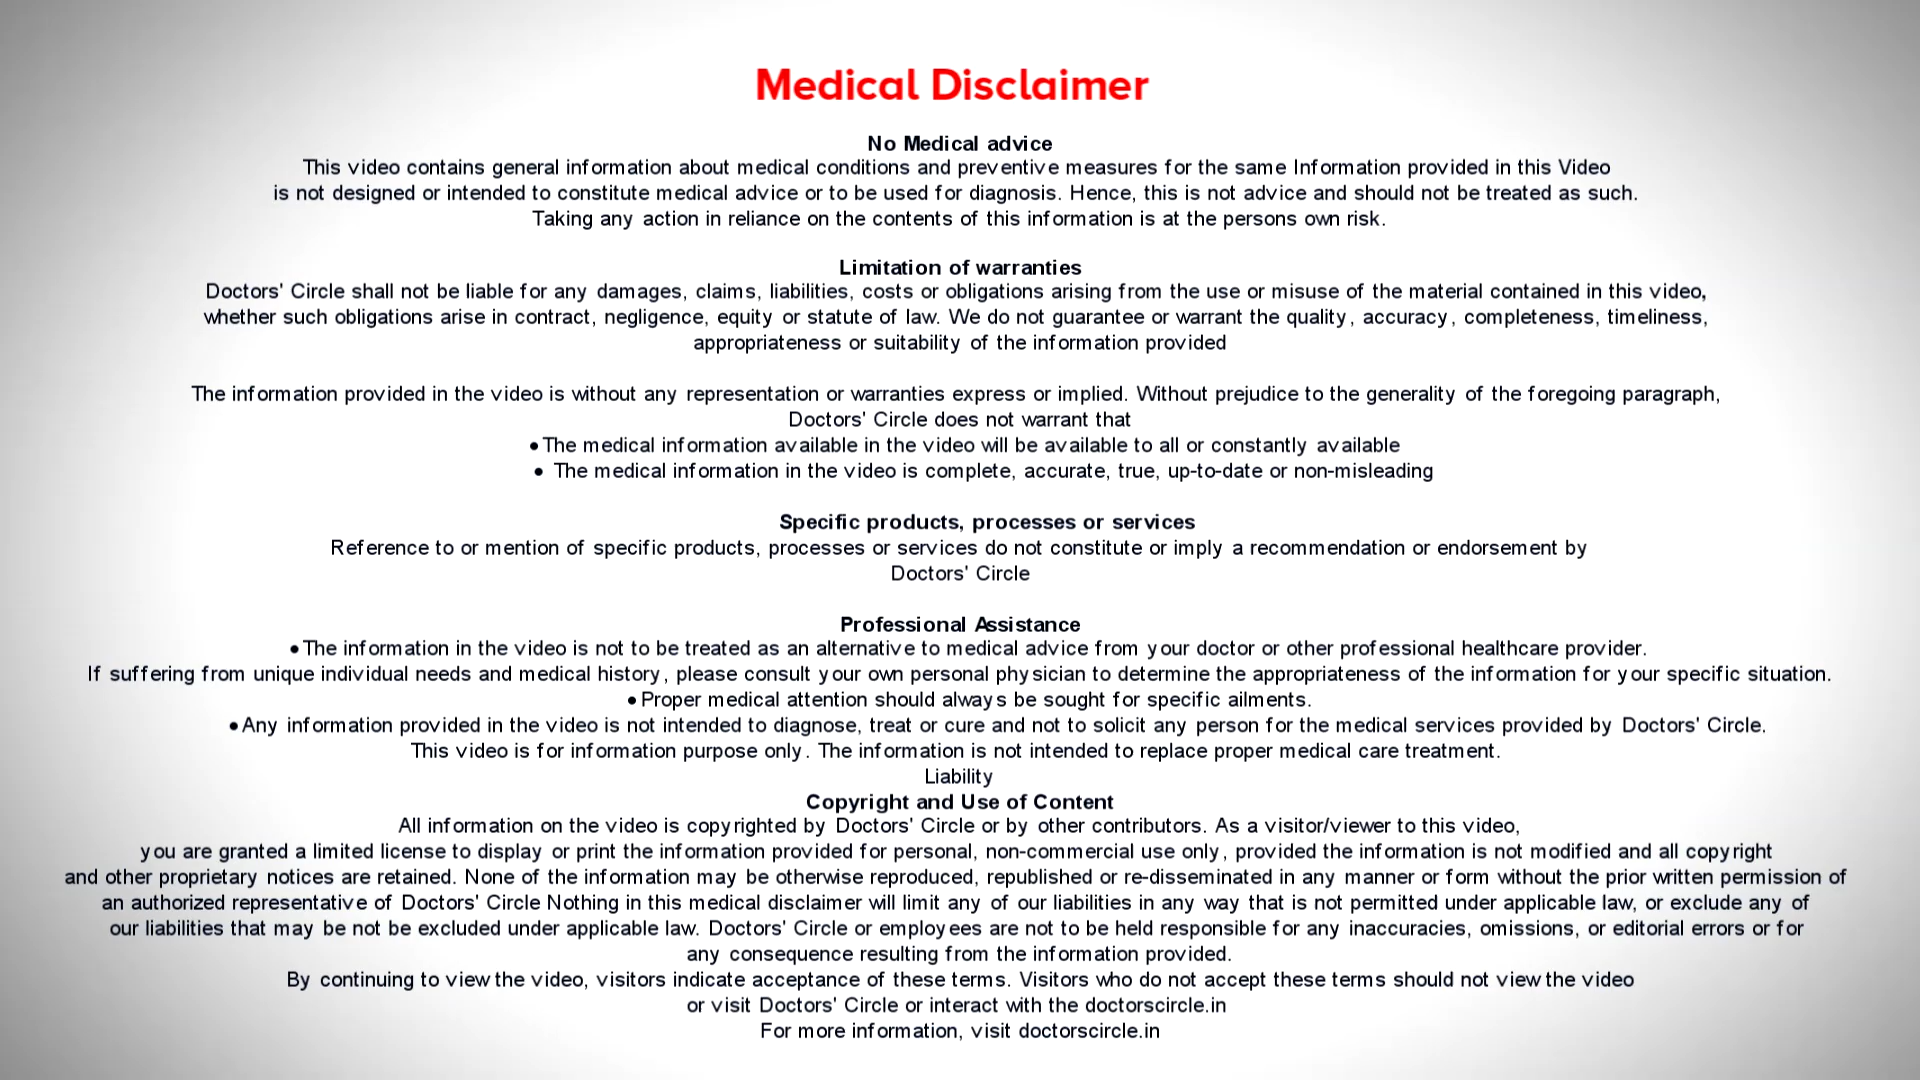 Medical Disclaimer
No Medical advice
This video contains general information about medical conditions and preventive measures for the same Information provided in this Video
is not designed or intended to constitute medical advice or to be used for diagnosis. Hence, this is not advice and should not be treated as such.
Taking any action in reliance on the contents of this information is at the persons own risk.
Limitation of warranties
Doctors' Circle shall not be liable for any damages, claims, liabilities, costs or obligations arising from the use or misuse of the material contained in this video,
whether such obligations arise in contract, negligence, equity or statute of law. We do not guarantee or warrant the quality, accuracy, completeness, timeliness,
appropriateness or suitability of the information provided
The information provided in the video is without any representation or warranties express or implied. Without prejudice to the generality of the foregoing paragraph,
Doctors' Circle does not warrant that
•The medical information available in the video will be available to all or constantly available
• The medical information in the video is complete, accurate, true, up-to-date or non-misleading
Specific products, processes or services
Reference to or mention of specific products, processes or services do not constitute or imply a recommendation or endorsement by
Doctors' Circle
Professional Assistance
•The information in the video is not to be treated as an alternative to medical advice from your doctor or other professional healthcare provider.
If suffering from unique individual needs and medical history, please consult your own personal physician to determine the appropriateness of the information for your specific situation.
•Proper medical attention should always be sought for specific ailments.
•Any information provided in the video is not intended to diagnose, treat or cure and not to solicit any person for the medical services provided by Doctors' Circle.
This video is for information purpose only. The information is not intended to replace proper medical care treatment.
Liability
Copyright and Use of Content
All information on the video is copyrighted by Doctors' Circle or by other contributors. As a visitor/viewer to this video,
you are granted a limited license to display or print the information provided for personal, non-commercial use only, provided the information is not modified and all copyright
and other proprietary notices are retained. None of the information may be otherwise reproduced, republished or re-disseminated in any manner or form without the prior written permission of
an authorized representative of Doctors' Circle Nothing in this medical disclaimer will limit any of our liabilities in any way that is not permitted under applicable law, or exclude any of
our liabilities that may be not be excluded under applicable law. Doctors' Circle or employees are not to be held responsible for any inaccuracies, omissions, or editorial errors or for
any consequence resulting from the information provided.
By continuing to view the video, visitors indicate acceptance of these terms. Visitors who do not accept these terms should not view the video
or visit Doctors' Circle or interact with the doctorscircle.in
For more information, visit doctorscircle.in